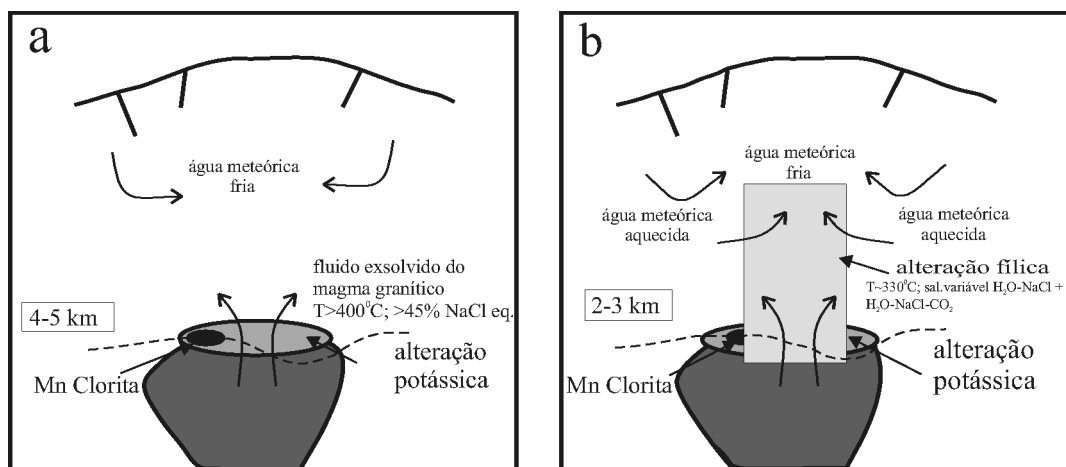 a
água meteórica
fria
fluido exsolvido do
magma granítico
T>400⁰C; >45% NaCl eq.
4-5 km
Mn Clorita
alteração
potássica
b
água meteórica
fria
água meteórica
aquecida
água meteórica
aquecida
alteração fílica
T~330⁰C; sal.variável H₂O-NaCl +
H₂O-NaCl-CO₂
2-3 km
Mn Clorita
alteração
potássica